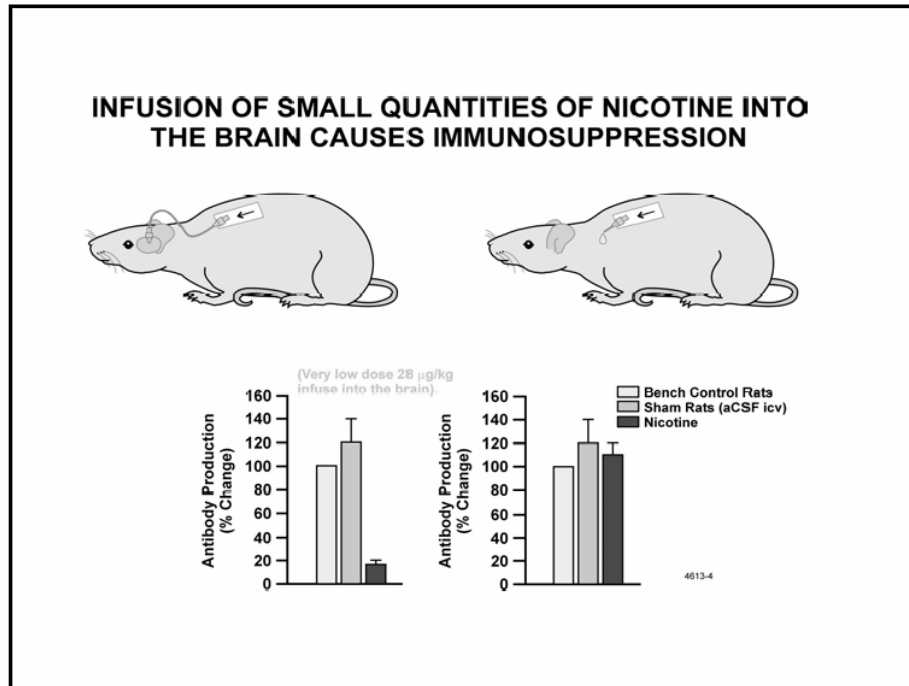 INFUSION OF SMALL QUANTITIES OF NICOTINE INTO
THE BRAIN CAUSES IMMUNOSUPPRESSION
(Very low dose 28 μg/kg
infuse into the brain).
Antibody Production
(% Change)
160
140
120
100
80
60
40
20
0
Antibody Production
(% Change)
160
140
120
100
80
60
40
20
0
Bench Control Rats
Sham Rats (aCSF icv)
Nicotine
4613-4